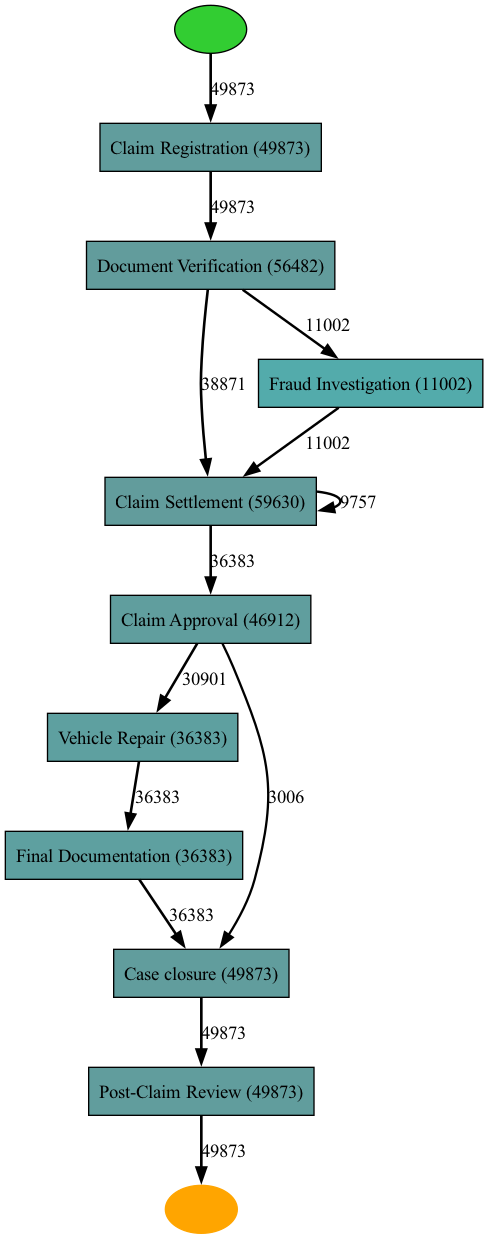 49873
Claim Registration (49873)
49873
Document Verification (56482)
11002
38871
Fraud Investigation (11002)
11002
Claim Settlement (59630)
9757
36383
Claim Approval (46912)
30901
Vehicle Repair (36383)
36383
3006
Final Documentation (36383)
36383
Case closure (49873)
49873
Post-Claim Review (49873)
49873